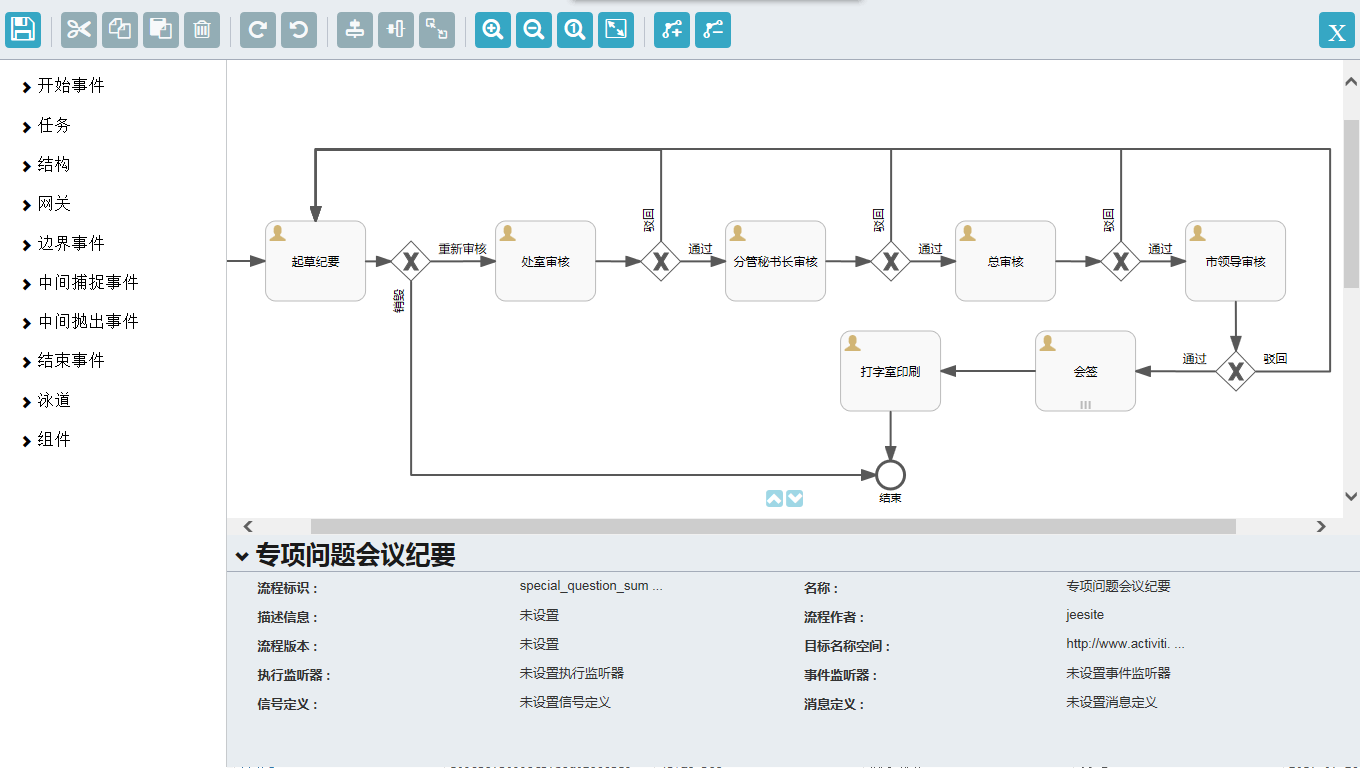 X
开始事件
任务
结构
网关
边界事件
中间捕捉事件
中间抛出事件
结束事件
泳道
组件
驳回 驳回 驳回
起草纪要 重新审核 处室审核 通过 分管秘书长审核 通过 总审核 通过 市领导审核
销毁
打字室印刷 会签 通过 驳回
结束
专项问题会议纪要
流程标识： special_question_sum ... 名称： 专项问题会议纪要
描述信息： 未设置 流程作者： jeesite
流程版本： 未设置 目标名称空间： http://www.activiti. ...
执行监听器： 未设置执行监听器 事件监听器： 未设置事件监听器
信号定义： 未设置信号定义 消息定义： 未设置消息定义